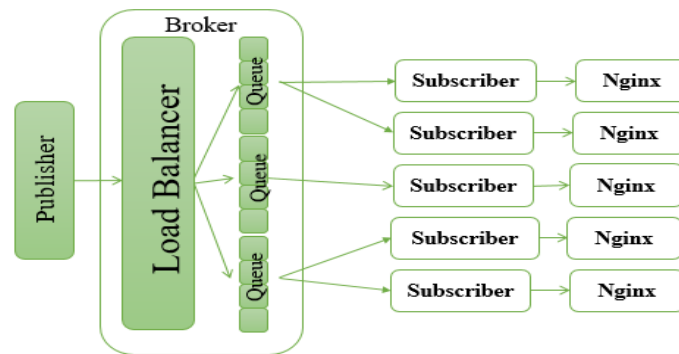 Broker
Publisher
Load Balancer
Queue
Queue
Queue
Subscriber
Nginx
Subscriber
Nginx
Subscriber
Nginx
Subscriber
Nginx
Subscriber
Nginx